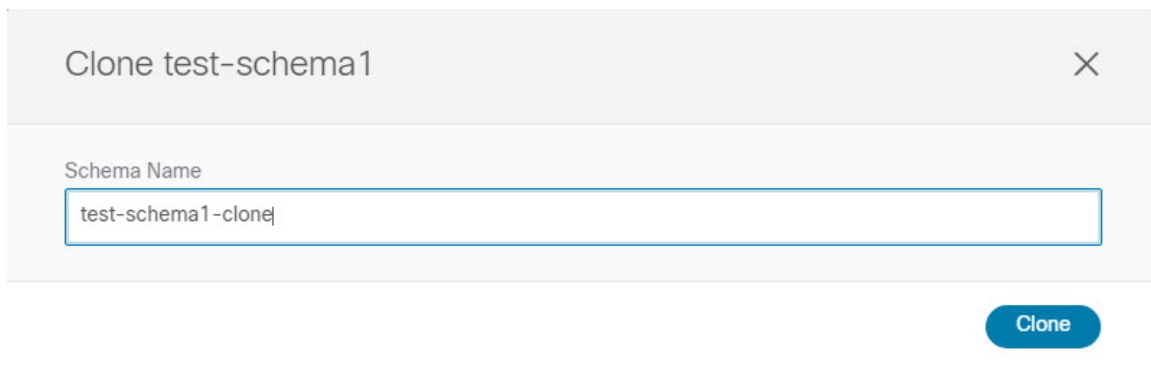 Clone test-schema1
Schema Name
test-schema1-clone
Clone